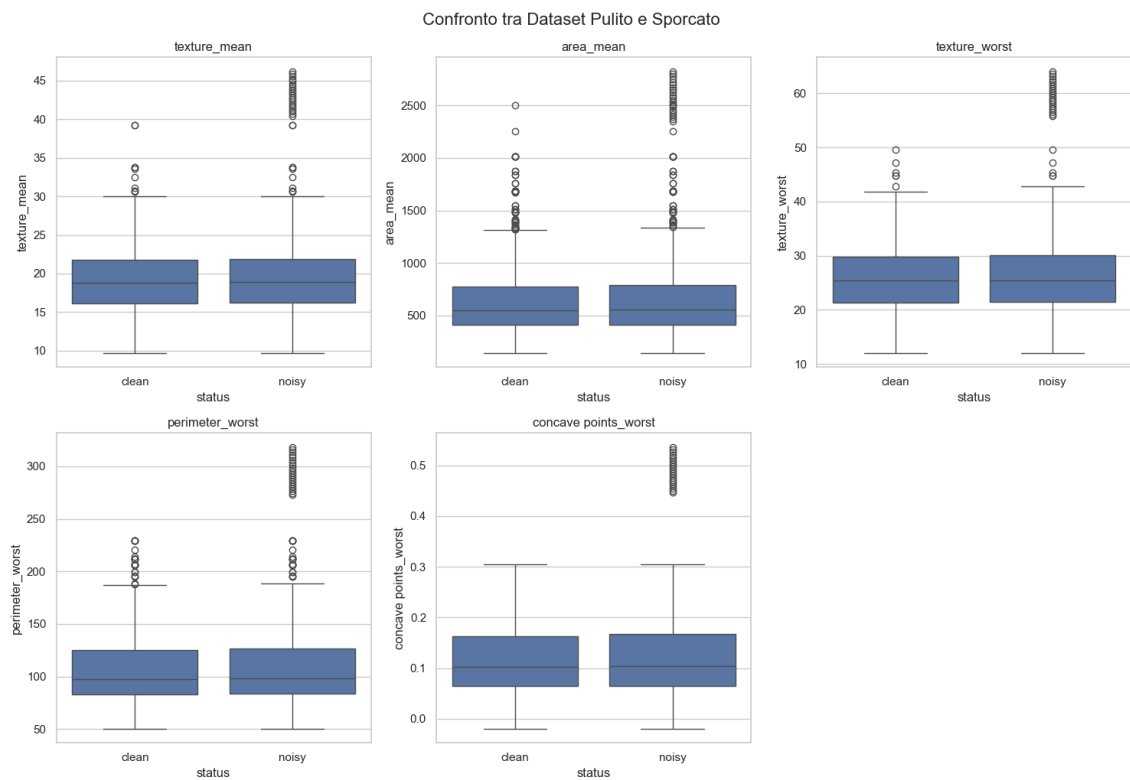 Confronto tra Dataset Pulito e Sporcato
texture_mean
texture_mean
45
40
35
30
25
20
15
10
clean
noisy
status
area_mean
area_mean
2500
2000
1500
1000
500
clean
noisy
status
texture_worst
texture_worst
60
50
40
30
20
10
clean
noisy
status
perimeter_worst
perimeter_worst
300
250
200
150
100
50
clean
noisy
status
concave points_worst
concave points_worst
0.5
0.4
0.3
0.2
0.1
0.0
clean
noisy
status